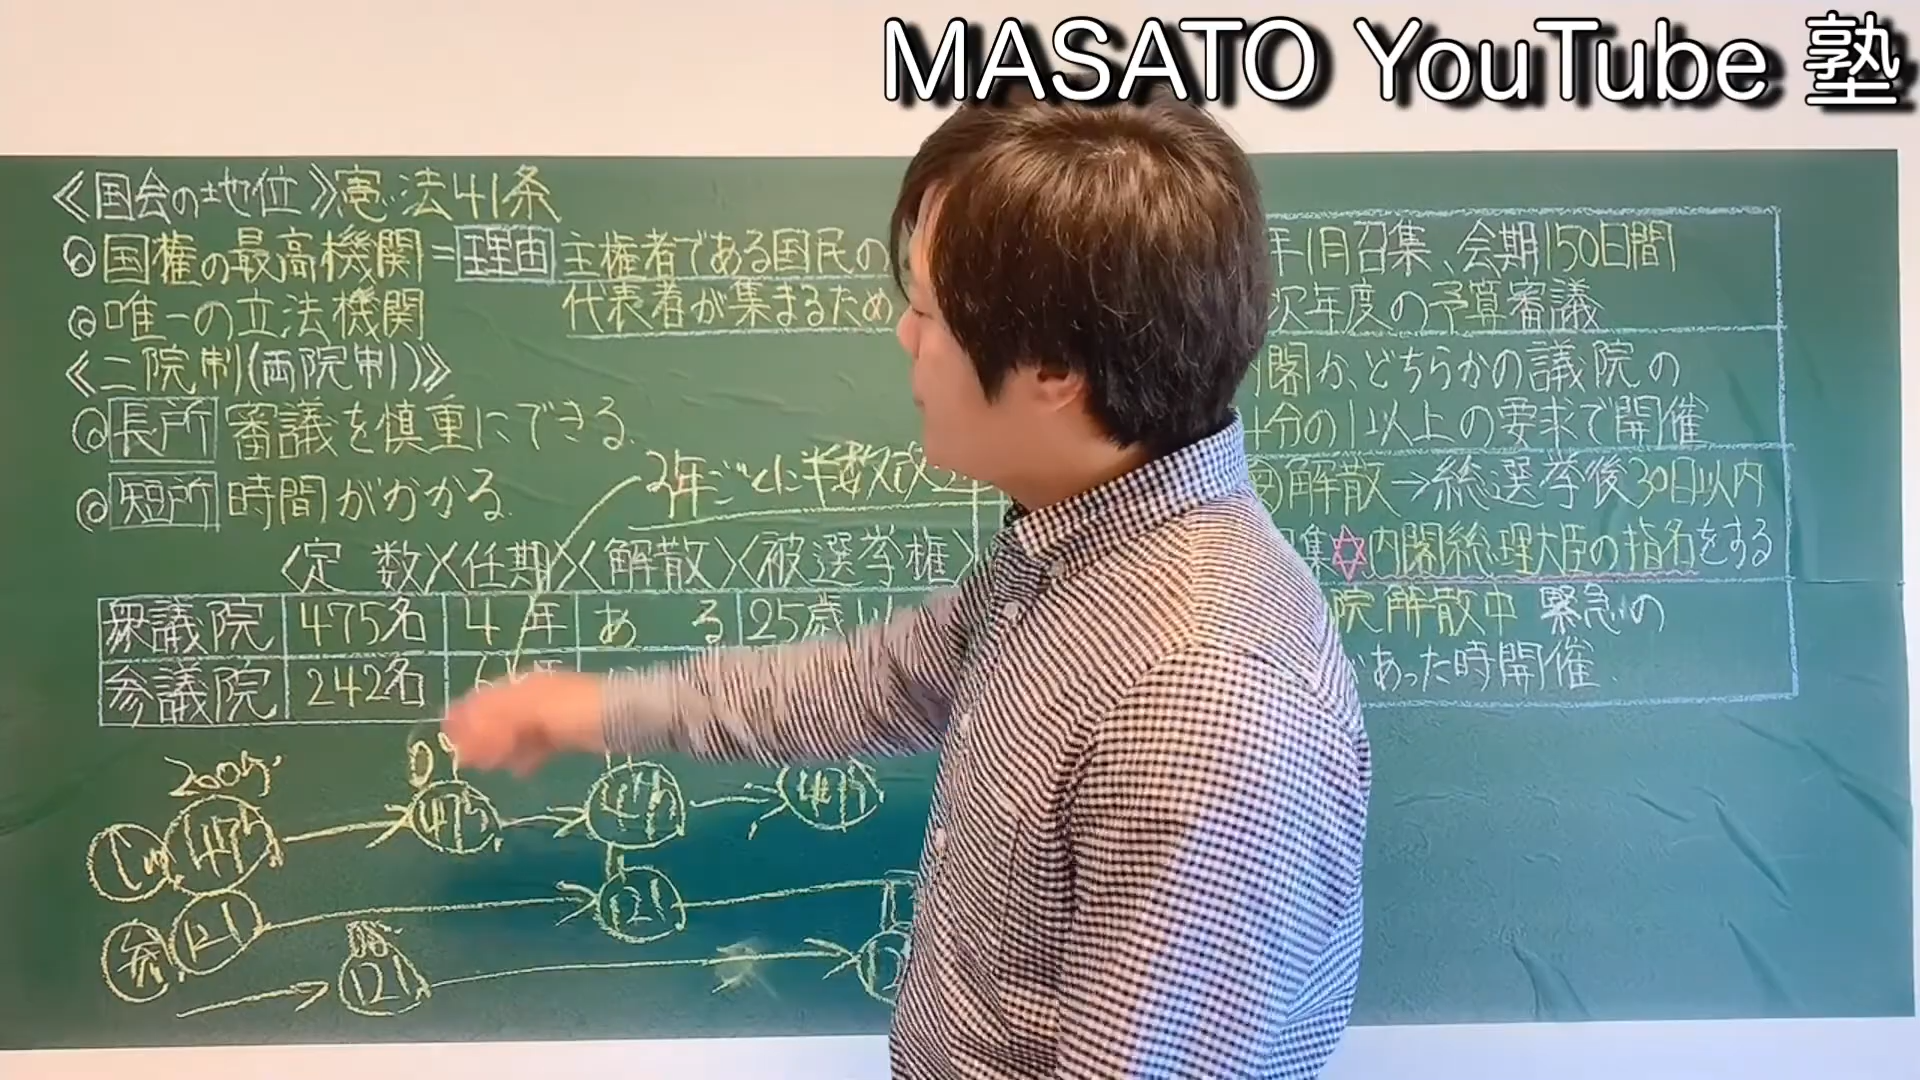 MASATO YouTube 塾
《国会の地位》憲法41条
◎国権の最高機関=理由 主権者である国民の
代表者が集まるため
◎唯一の立法機関
《二院制(両院制)》
◎長所 審議を慎重にできる
◎短所 時間がかかる
年ごとに半数改
〈定 数〉〈任期〉〈解散〉〈被選挙権
衆議院 475名 4年 ある 25歳以
参議院 242名 6年
2005
475 475 475
参 121 121
08 121
年1月召集、会期150日間
次年度の予算審議
閣か、どちらかの議院の
4分の1以上の要求で開催
解散→総選挙後30日以内
集✡内閣総理大臣の指名をする
院解散中 緊急の
あった時開催